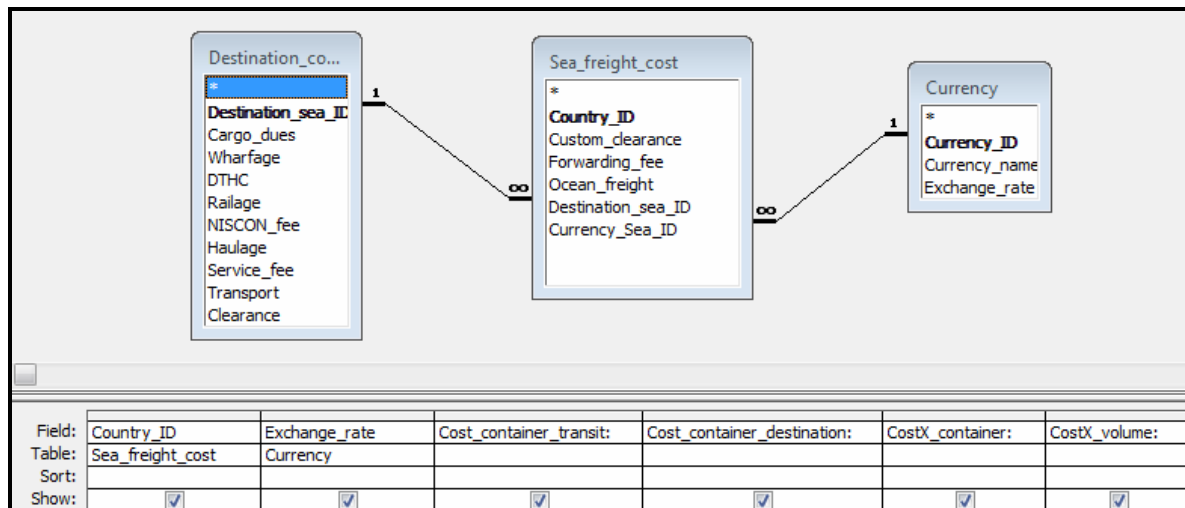 Destination_co...
*
Destination_sea_ID
Cargo_dues
Wharfage
DTHC
Railage
NISCON_fee
Haulage
Service_fee
Transport
Clearance
1
∞
Sea_freight_cost
*
Country_ID
Custom_clearance
Forwarding_fee
Ocean_freight
Destination_sea_ID
Currency_Sea_ID
∞
1
Currency
*
Currency_ID
Currency_name
Exchange_rate
Field: Country_ID Exchange_rate Cost_container_transit: Cost_container_destination: CostX_container: CostX_volume:
Table: Sea_freight_cost Currency
Sort:
Show: